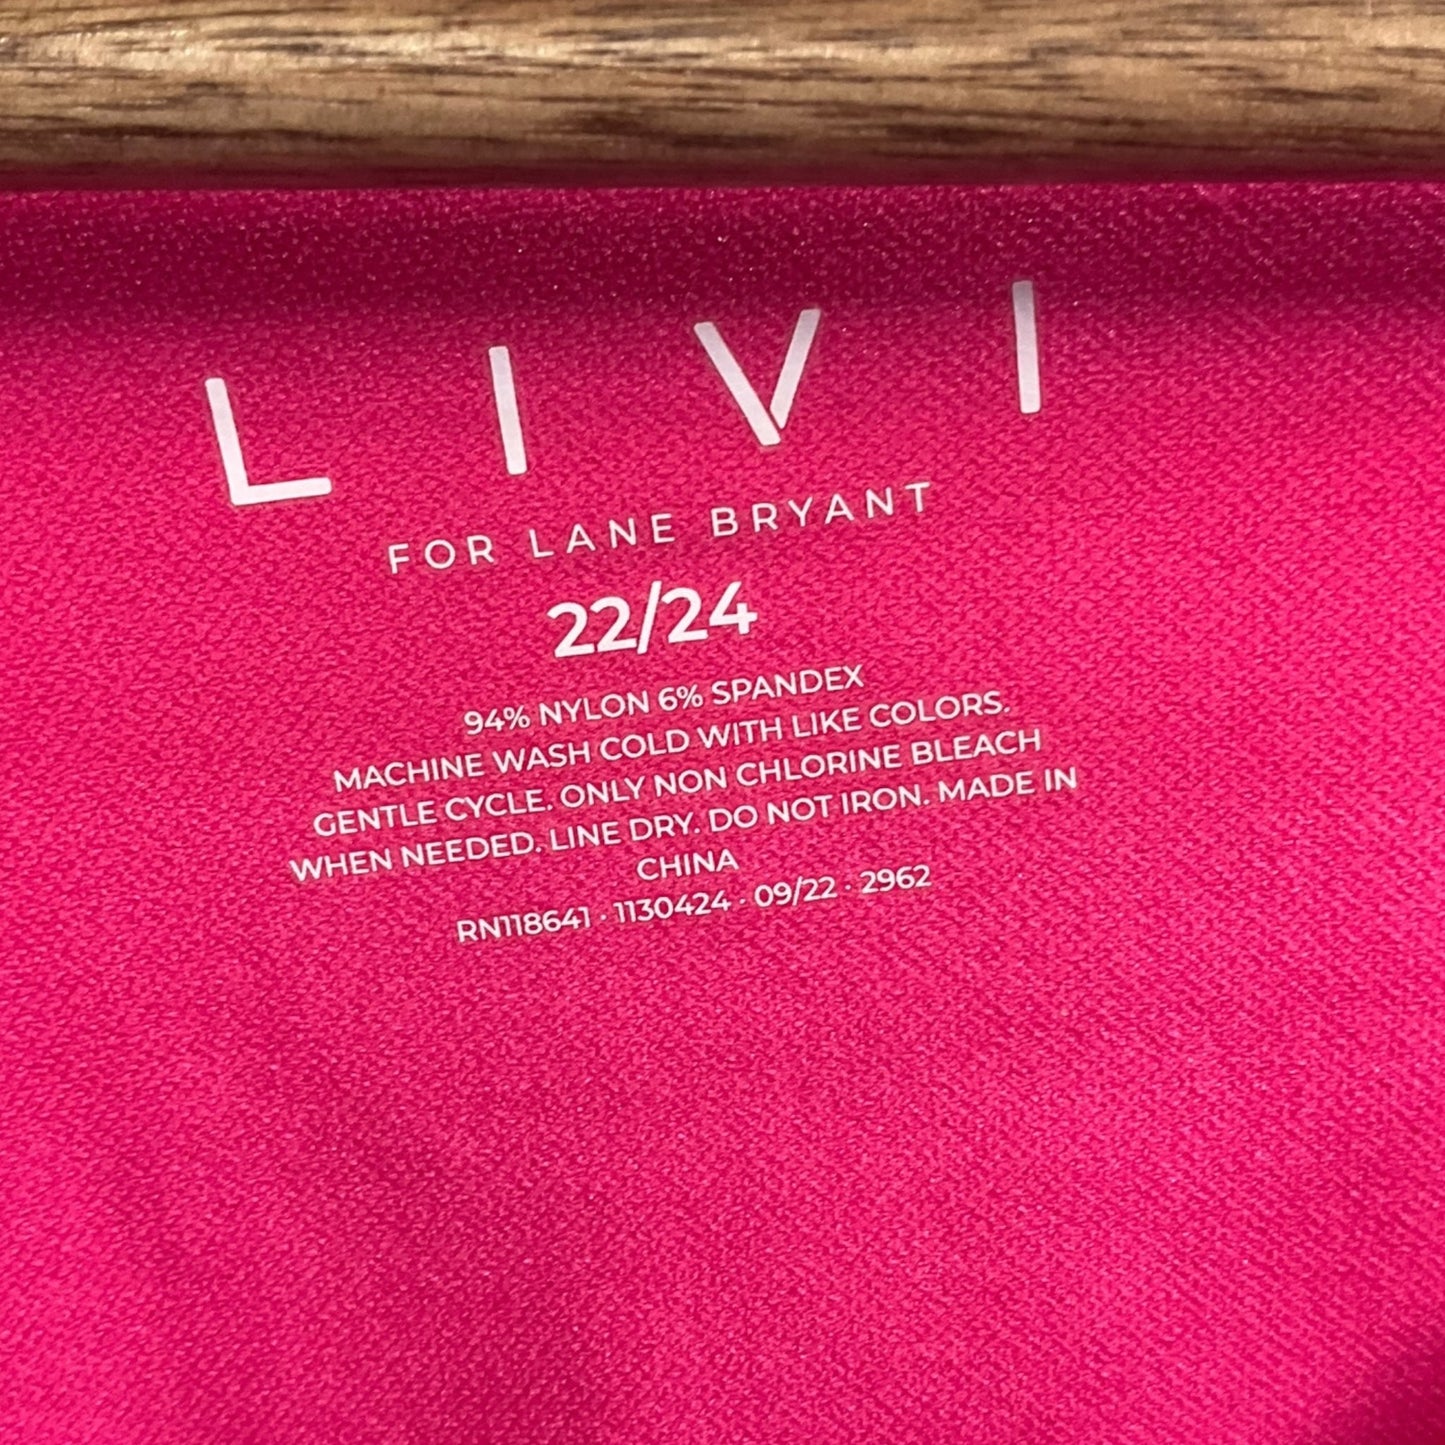 LIVI
FOR LANE BRYANT
22/24
94% NYLON 6% SPANDEX
MACHINE WASH COLD WITH LIKE COLORS.
GENTLE CYCLE. ONLY NON CHLORINE BLEACH
WHEN NEEDED. LINE DRY. DO NOT IRON. MADE IN
CHINA
RN118641 · 1130424 · 09/22 · 2962